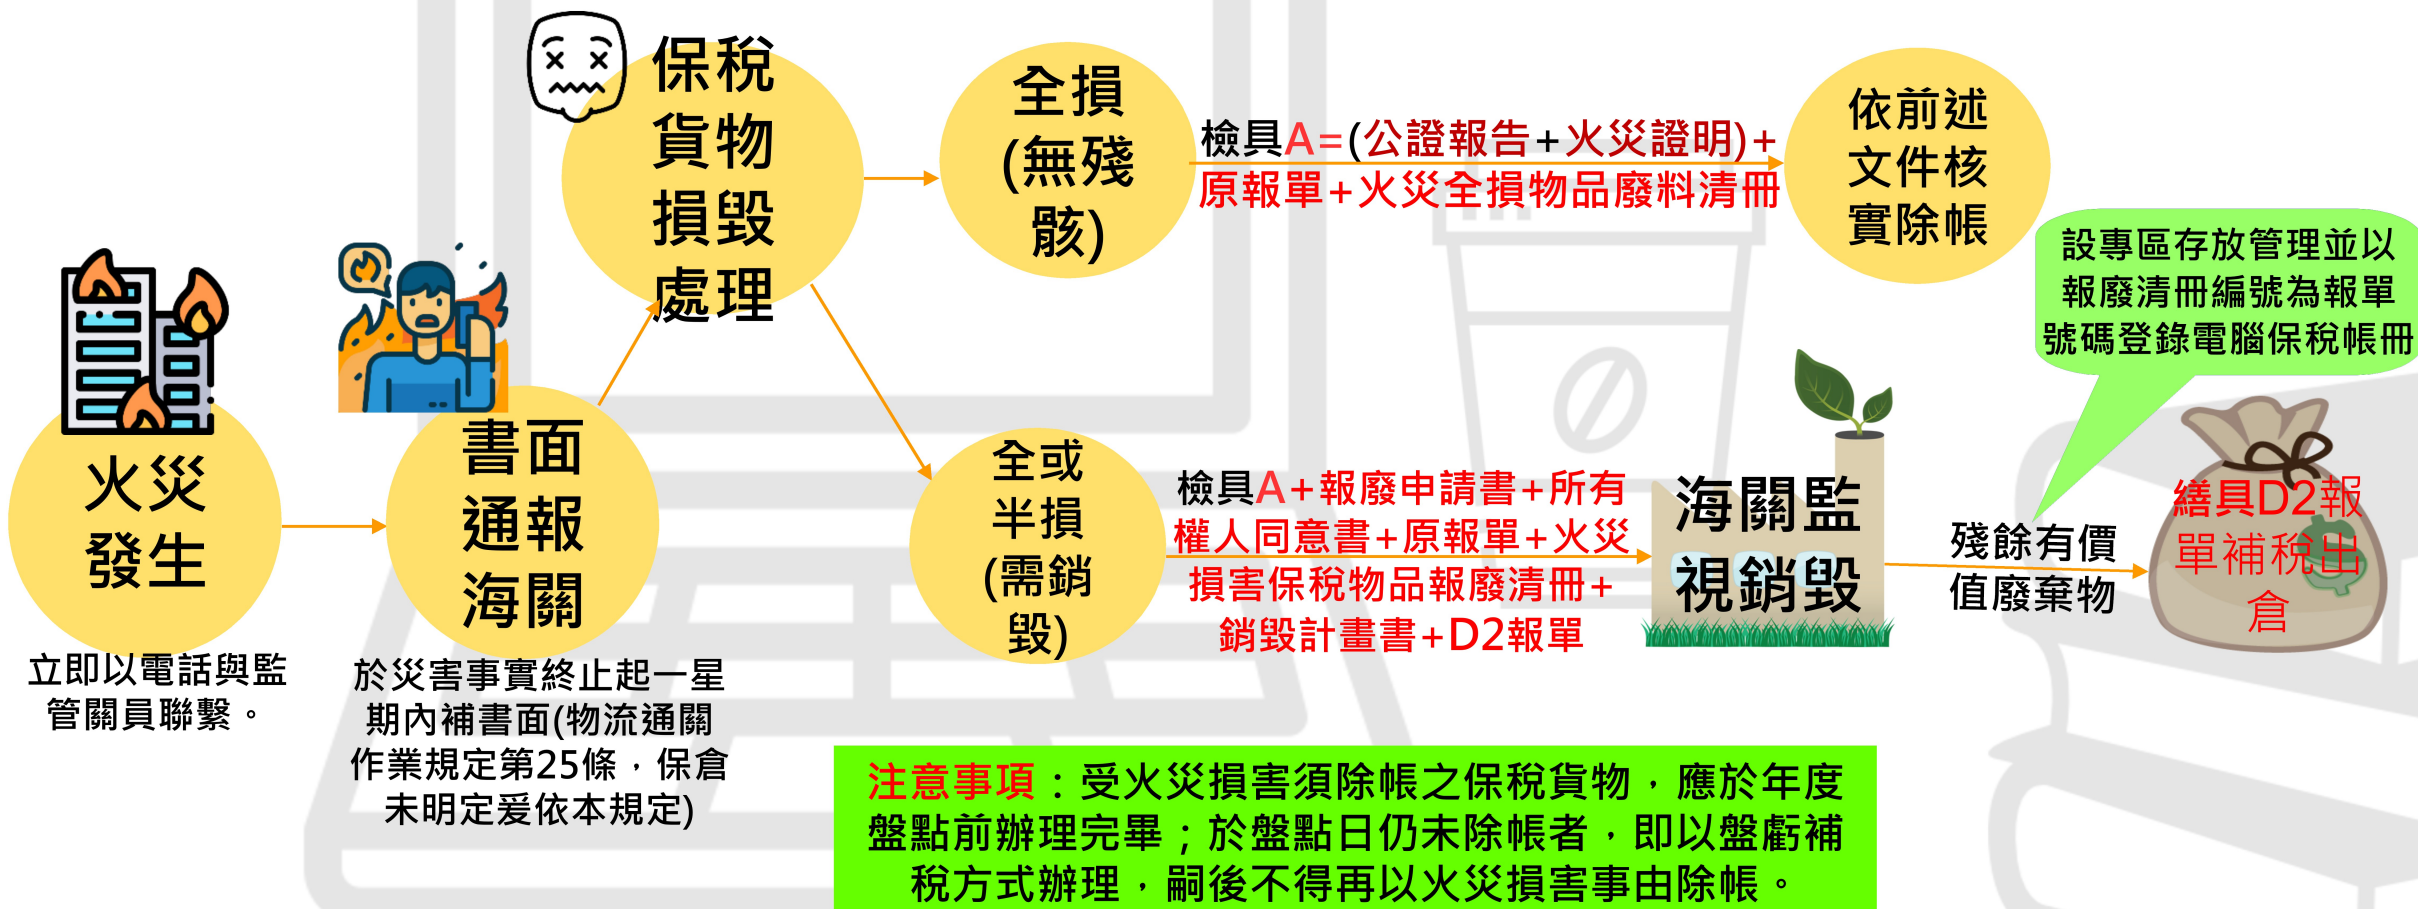 火災
發生
立即以電話與監
管關員聯繫。
書面
通報
海關
於災害事實終止起一星
期內補書面(物流通關
作業規定第25條，保倉
未明定爰依本規定)
保稅
貨物
損毀
處理
全損
(無殘
骸)
檢具A=(公證報告+火災證明)+
原報單+火災全損物品廢料清冊
依前述
文件核
實除帳
全或
半損
(需銷
毀)
檢具A+報廢申請書+所有
權人同意書+原報單+火災
損害保稅物品報廢清冊+
銷毀計畫書+D2報單
海關監
視銷毀
殘餘有價
值廢棄物
設專區存放管理並以
報廢清冊編號為報單
號碼登錄電腦保稅帳冊
繕具D2報
單補稅出
倉
注意事項：受火災損害須除帳之保稅貨物，應於年度
盤點前辦理完畢；於盤點日仍未除帳者，即以盤虧補
稅方式辦理，嗣後不得再以火災損害事由除帳。